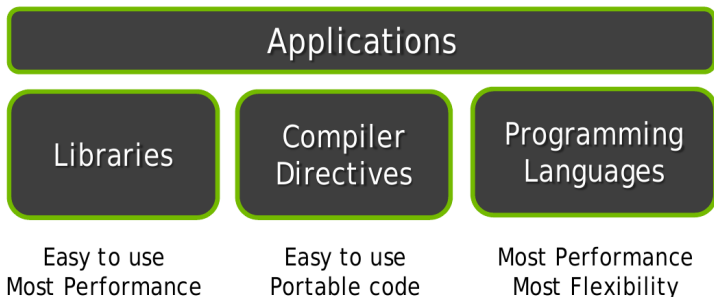 Applications
Libraries
Compiler
Directives
Programming
Languages
Easy to use
Most Performance
Easy to use
Portable code
Most Performance
Most Flexibility